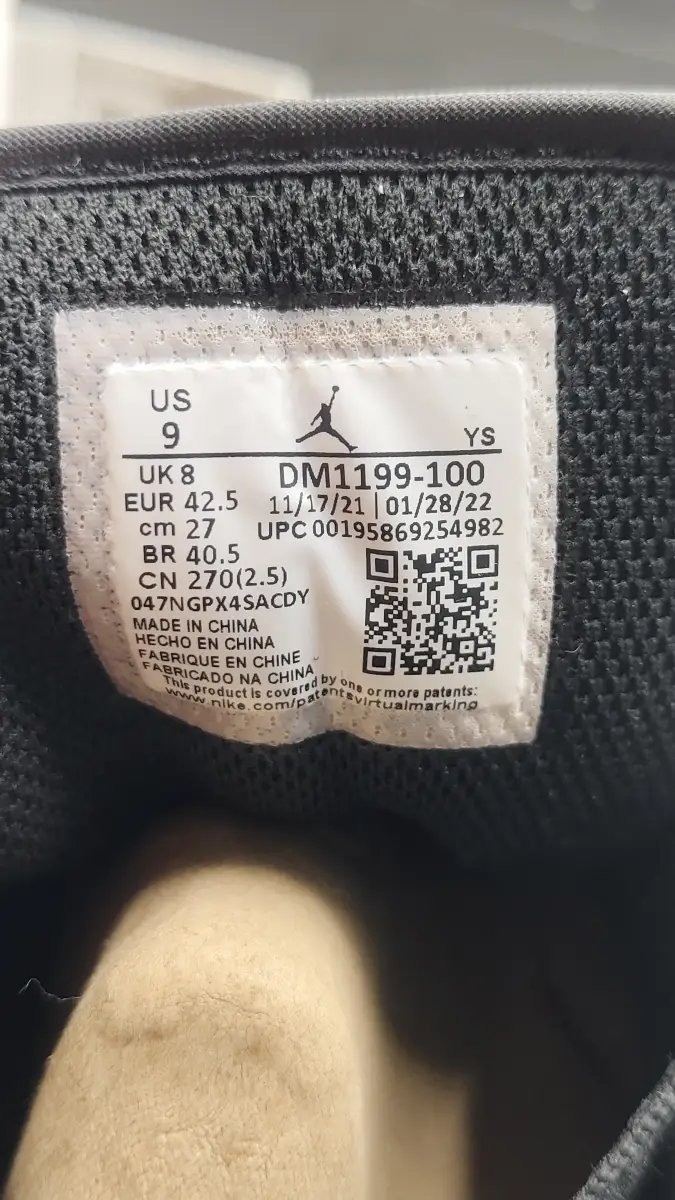 US
9
YS
UK 8
DM1199-100
EUR 42.5
11/17/21 | 01/28/22
cm 27
UPC 00195869254982
BR 40.5
CN 270(2.5)
047NGPX4SACDY
MADE IN CHINA
HECHO EN CHINA
FABRIQUE EN CHINE
FABRICADO NA CHINA
This product is covered by one or more patents:
www.nike.com/patentsvirtualmarking